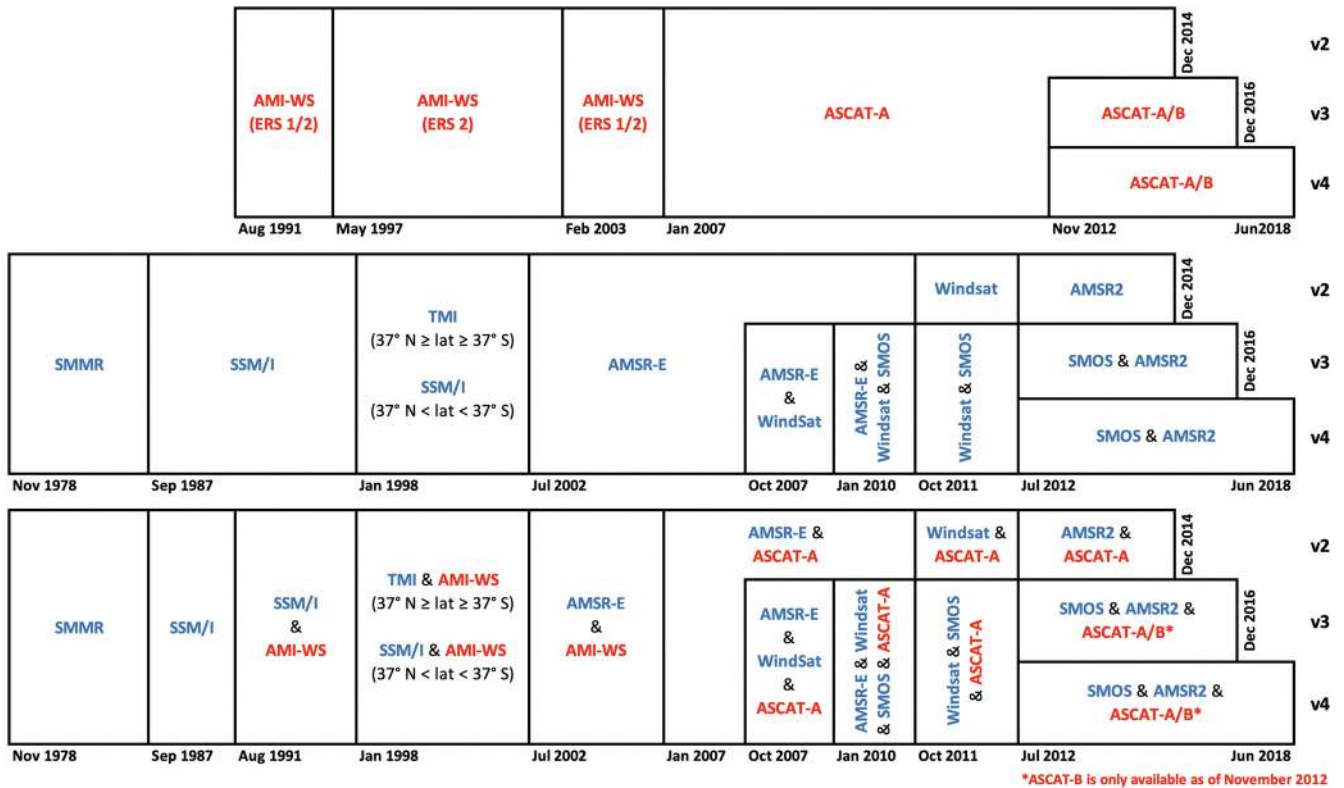 v2
Dec 2014
AMI-WS
(ERS 1/2)
AMI-WS
(ERS 2)
AMI-WS
(ERS 1/2)
ASCAT-A
ASCAT-A/B
Dec 2016
v3
ASCAT-A/B
v4
Aug 1991
May 1997
Feb 2003
Jan 2007
Nov 2012
Jun2018
Windsat
AMSR2
Dec 2014
v2
SMMR
SSM/I
TMI
(37° N ≥ lat ≥ 37° S)
SSM/I
(37° N < lat < 37° S)
AMSR-E
AMSR-E
&
WindSat
AMSR-E &
Windsat & SMOS
Windsat & SMOS
SMOS & AMSR2
Dec 2016
v3
SMOS & AMSR2
v4
Nov 1978
Sep 1987
Jan 1998
Jul 2002
Oct 2007
Jan 2010
Oct 2011
Jul 2012
Jun 2018
AMSR-E &
ASCAT-A
Windsat &
ASCAT-A
AMSR2 &
ASCAT-A
Dec 2014
v2
SMMR
SSM/I
SSM/I
&
AMI-WS
TMI & AMI-WS
(37° N ≥ lat ≥ 37° S)
SSM/I & AMI-WS
(37° N < lat < 37° S)
AMSR-E
&
AMI-WS
AMSR-E
&
WindSat
&
ASCAT-A
AMSR-E & Windsat
& SMOS & ASCAT-A
Windsat & SMOS
& ASCAT-A
SMOS & AMSR2 &
ASCAT-A/B*
Dec 2016
v3
SMOS & AMSR2 &
ASCAT-A/B*
v4
Nov 1978
Sep 1987
Aug 1991
Jan 1998
Jul 2002
Jan 2007
Oct 2007
Jan 2010
Oct 2011
Jul 2012
Jun 2018
*ASCAT-B is only available as of November 2012